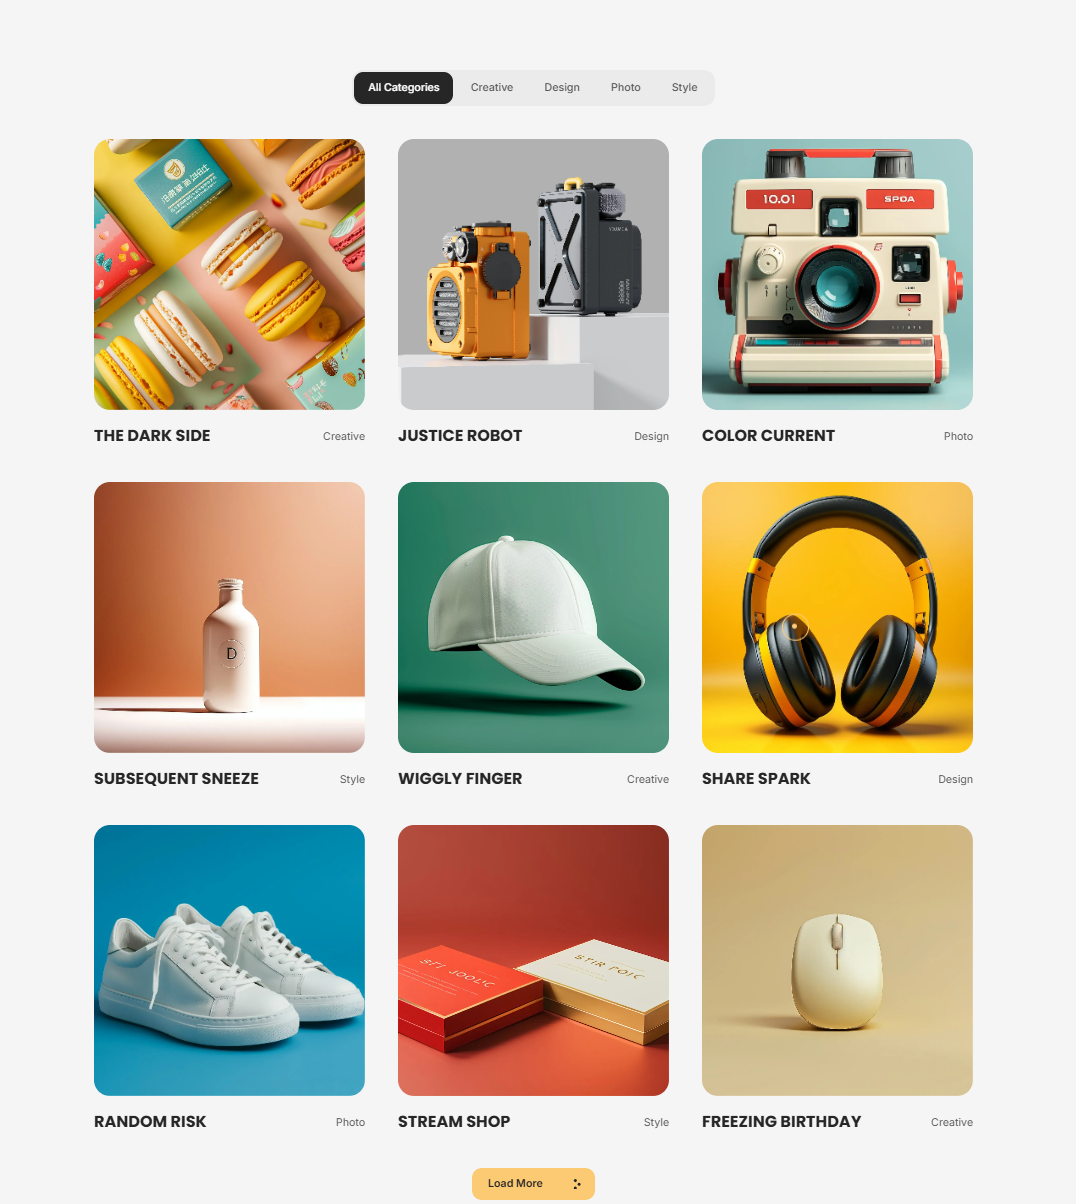 All Categories Creative Design Photo Style
10.01 SPDA
THE DARK SIDE Creative
JUSTICE ROBOT Design
COLOR CURRENT Photo
D
SUBSEQUENT SNEEZE Style
WIGGLY FINGER Creative
SHARE SPARK Design
RANDOM RISK Photo
STREAM SHOP Style
FREEZING BIRTHDAY Creative
Load More